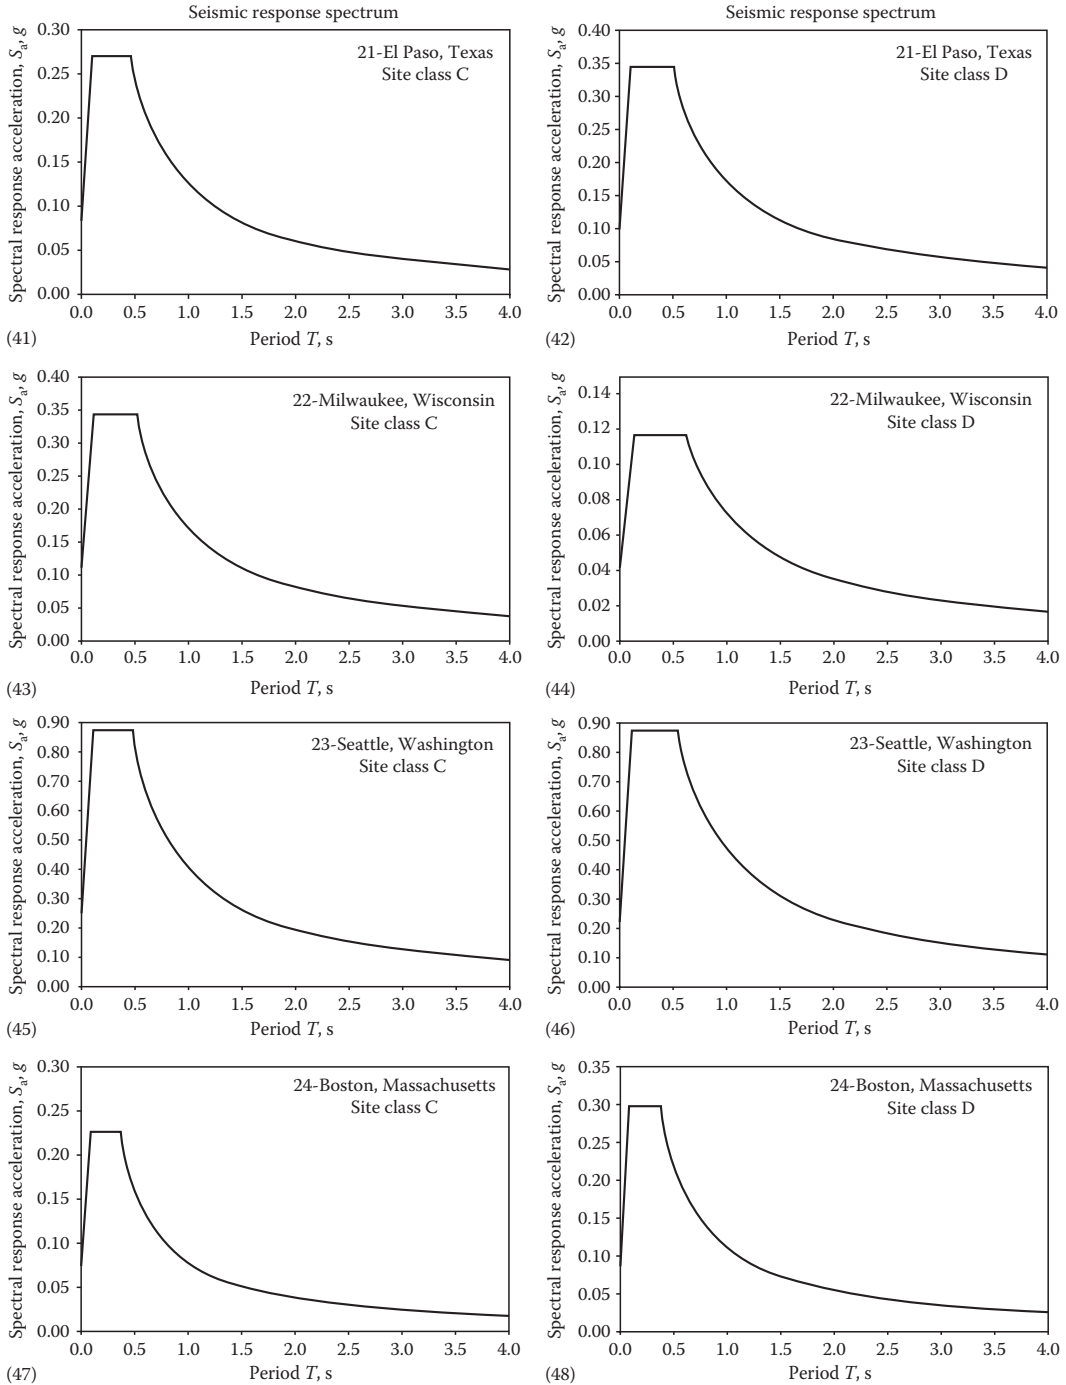 Seismic response spectrum
Spectral response acceleration, Sa, g
0.30
0.25
0.20
0.15
0.10
0.05
0.00
21-El Paso, Texas
Site class C
0.0 0.5 1.0 1.5 2.0 2.5 3.0 3.5 4.0
(41)
Period T, s
Seismic response spectrum
Spectral response acceleration, Sa, g
0.40
0.35
0.30
0.25
0.20
0.15
0.10
0.05
0.00
21-El Paso, Texas
Site class D
0.0 0.5 1.0 1.5 2.0 2.5 3.0 3.5 4.0
(42)
Period T, s
Spectral response acceleration, Sa, g
0.40
0.35
0.30
0.25
0.20
0.15
0.10
0.05
0.00
22-Milwaukee, Wisconsin
Site class C
0.0 0.5 1.0 1.5 2.0 2.5 3.0 3.5 4.0
(43)
Period T, s
Spectral response acceleration, Sa, g
0.14
0.12
0.10
0.08
0.06
0.04
0.02
0.00
22-Milwaukee, Wisconsin
Site class D
0.0 0.5 1.0 1.5 2.0 2.5 3.0 3.5 4.0
(44)
Period T, s
Spectral response acceleration, Sa, g
0.90
0.80
0.70
0.60
0.50
0.40
0.30
0.20
0.10
0.00
23-Seattle, Washington
Site class C
0.0 0.5 1.0 1.5 2.0 2.5 3.0 3.5 4.0
(45)
Period T, s
Spectral response acceleration, Sa, g
0.90
0.80
0.70
0.60
0.50
0.40
0.30
0.20
0.10
0.00
23-Seattle, Washington
Site class D
0.0 0.5 1.0 1.5 2.0 2.5 3.0 3.5 4.0
(46)
Period T, s
Spectral response acceleration, Sa, g
0.30
0.25
0.20
0.15
0.10
0.05
0.00
24-Boston, Massachusetts
Site class C
0.0 0.5 1.0 1.5 2.0 2.5 3.0 3.5 4.0
(47)
Period T, s
Spectral response acceleration, Sa, g
0.35
0.30
0.25
0.20
0.15
0.10
0.05
0.00
24-Boston, Massachusetts
Site class D
0.0 0.5 1.0 1.5 2.0 2.5 3.0 3.5 4.0
(48)
Period T, s